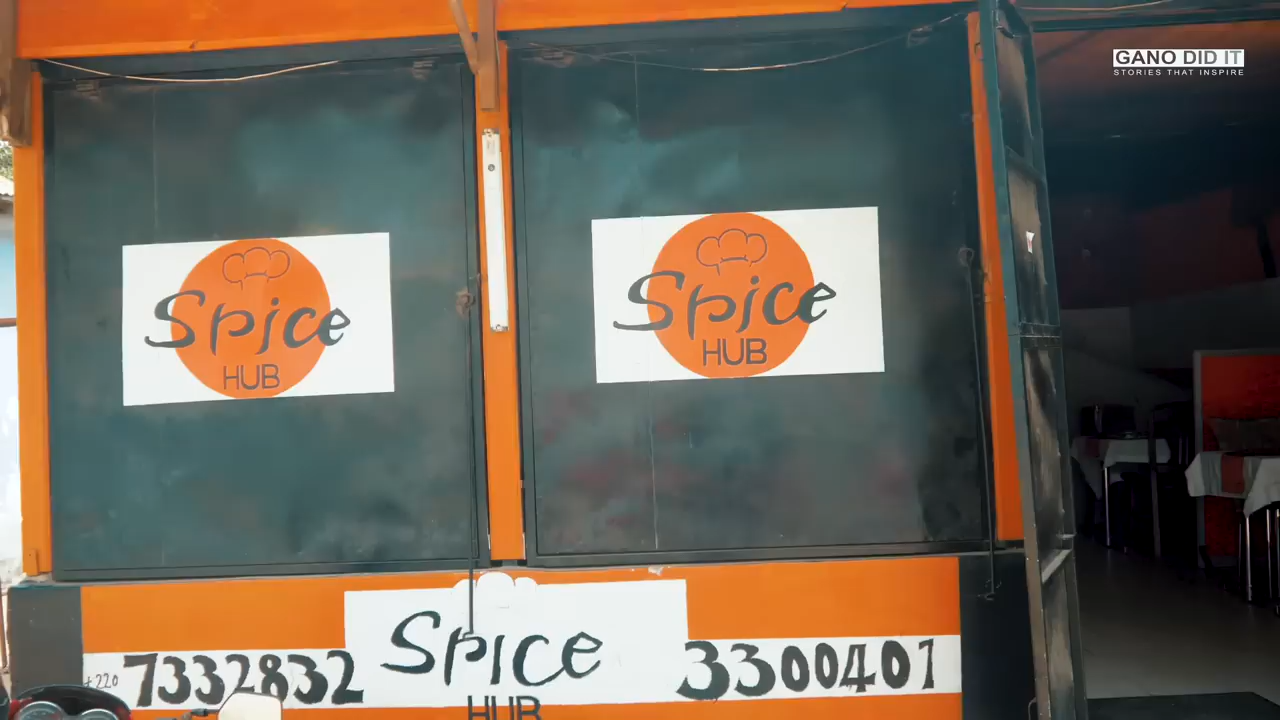 GANO DID IT
STORIES THAT INSPIRE
Spice
HUB
Spice
HUB
Spice
HUB
+220 7332832
3300401